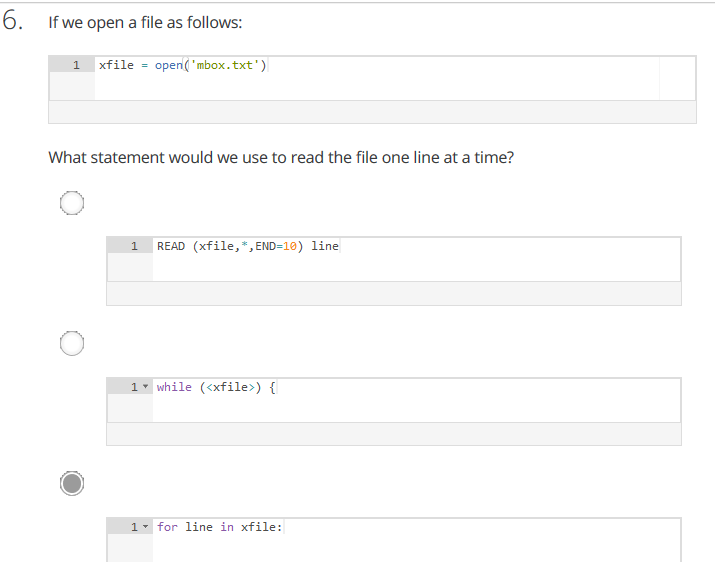 6. If we open a file as follows:
1 xfile = open('mbox.txt')
What statement would we use to read the file one line at a time?
1 READ (xfile,*,END=10) line
1 while (<xfile>) {
1 for line in xfile: